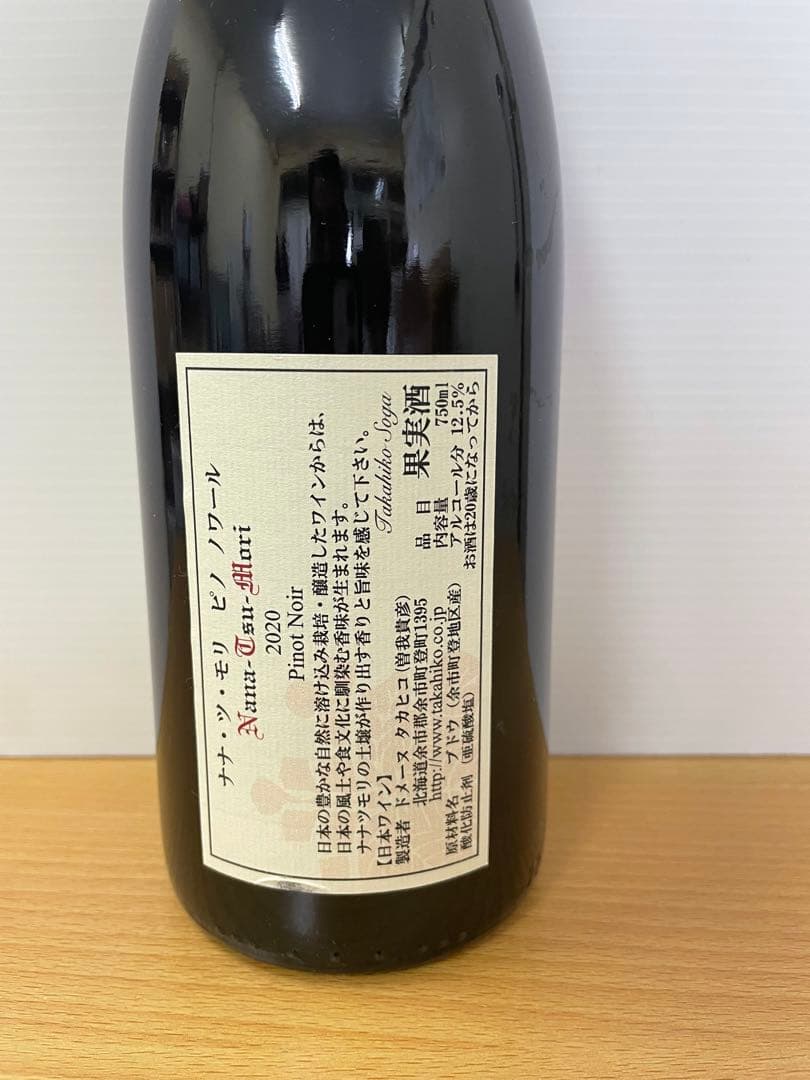 ナナ・ツ・モリ ピノ ノワール
Nana-Tsu-Mori
2020
Pinot Noir
日本の豊かな自然に溶け込み栽培・醸造したワインからは、
日本の風土や食文化に馴染む香味が生まれます。
ナナツモリの土壌が作り出す香りと旨味を感じて下さい。
Takahiko Soga
【日本ワイン】
製造者 ドメーヌ タカヒコ(曽我貴彦)
北海道余市郡余市町登町1395
http://www.takahiko.co.jp
原材料名 ブドウ(余市町登地区産)
酸化防止剤(亜硫酸塩)
品目 果実酒
内容量 750ml
アルコール分 12.5%
お酒は20歳になってから